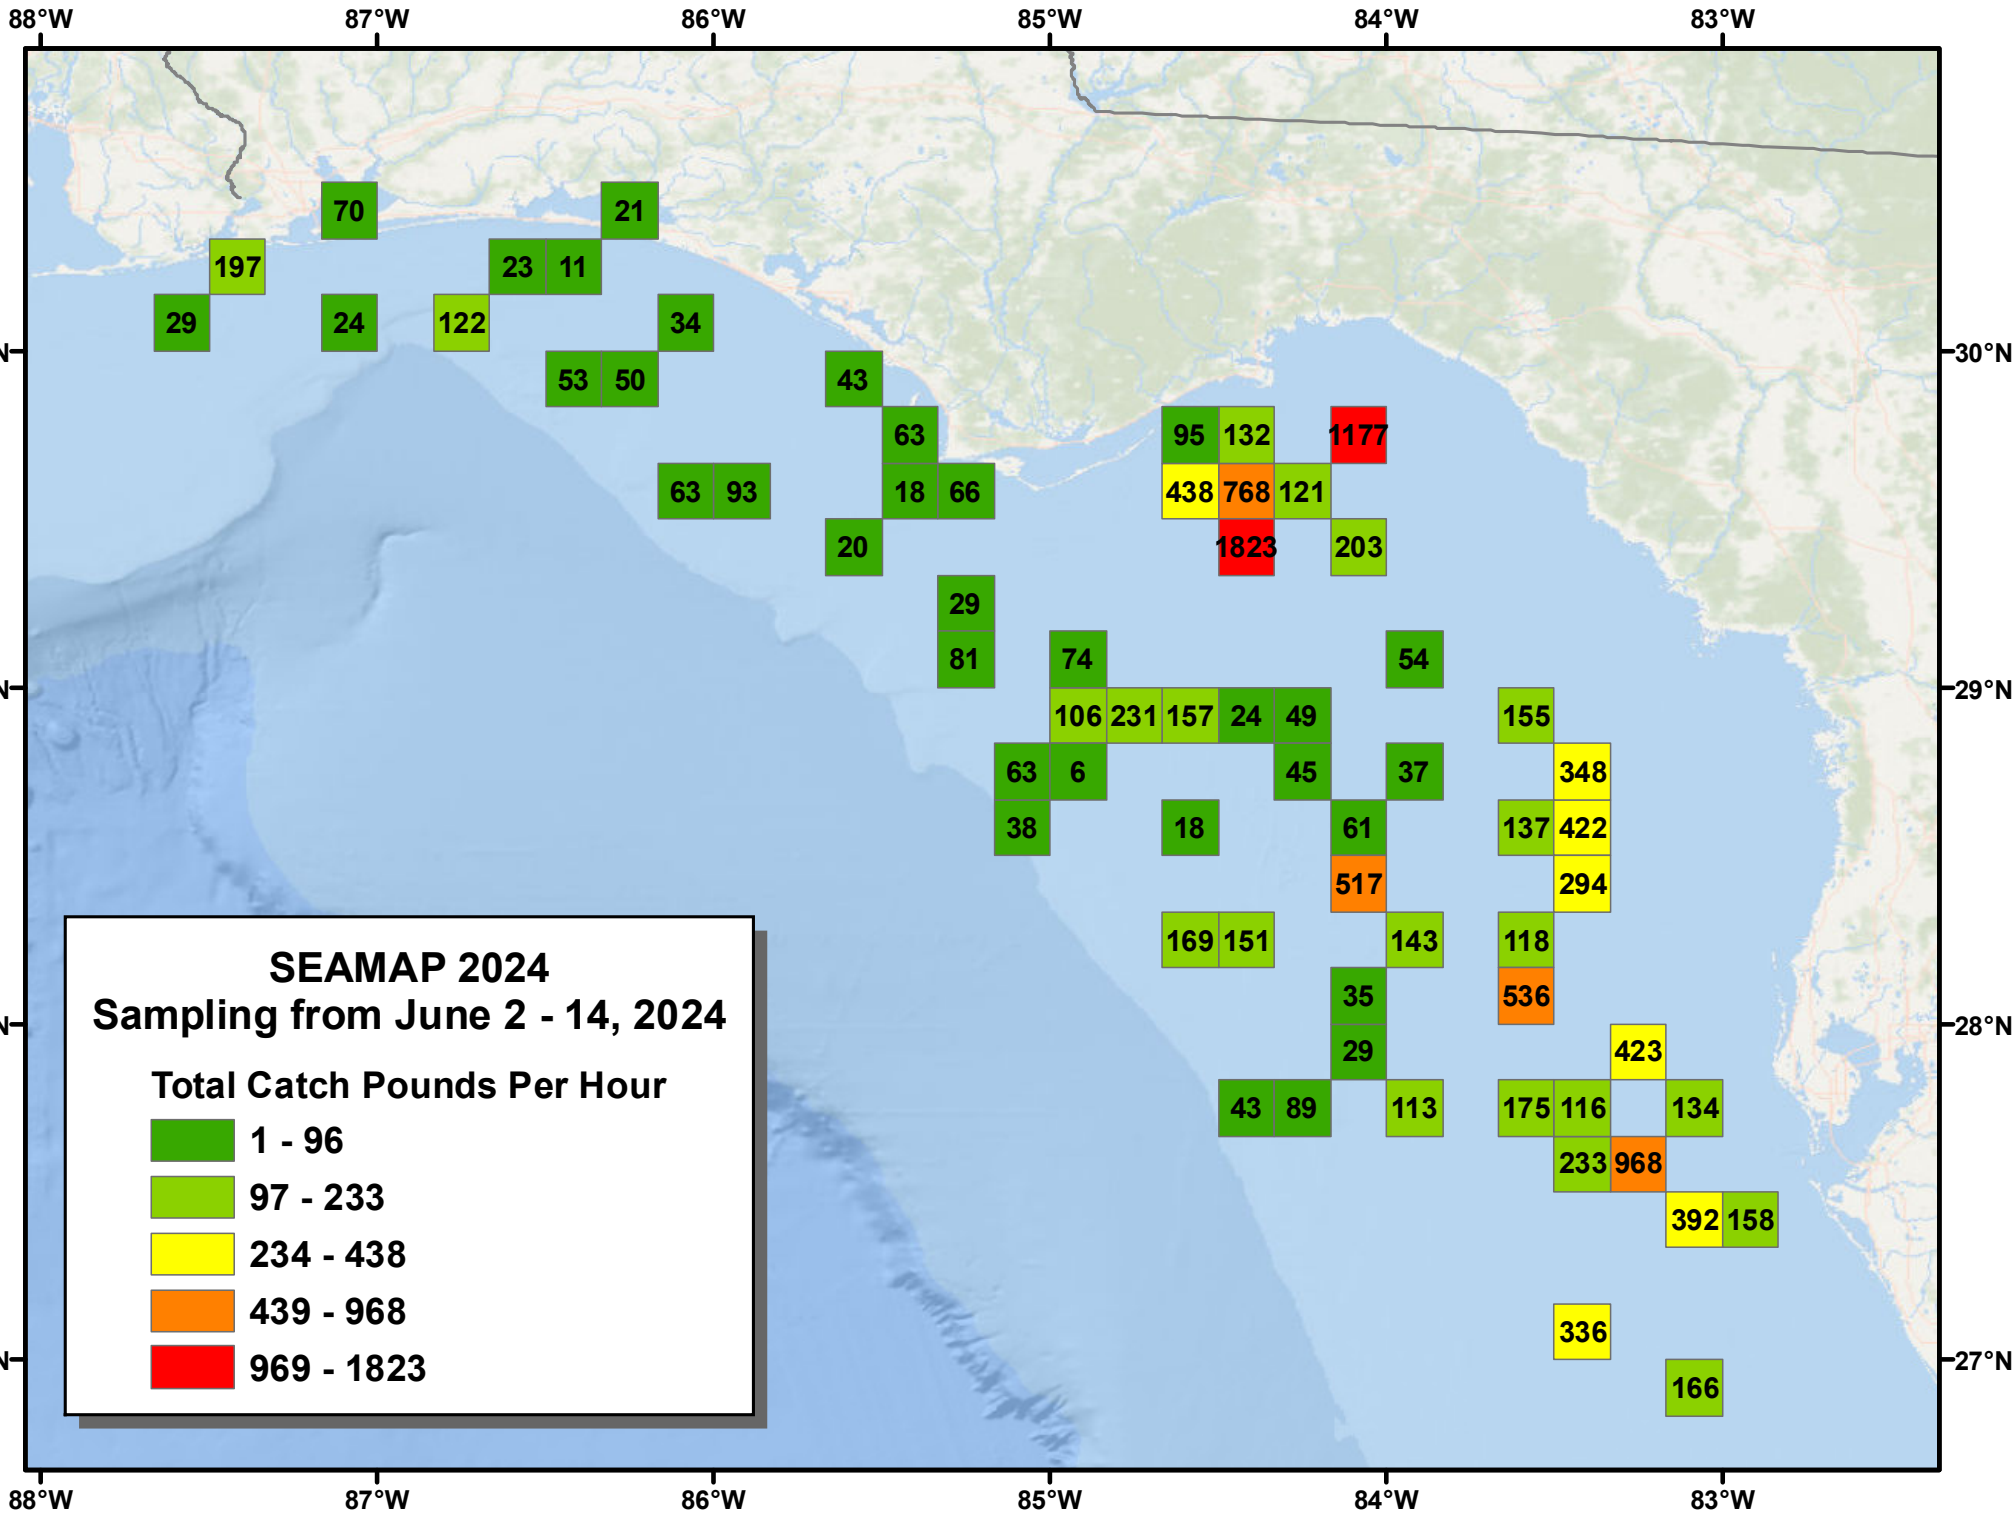 88°W 87°W 86°W 85°W 84°W 83°W
70 21
197 23 11
29 24 122 34
N 30°N
53 50 43
63 95 132 1177
63 93 18 66 438 768 121
20 1823 203
29
81 74 54
N 29°N
106 231 157 24 49 155
63 6 45 37 348
38 18 61 137 422
517 294
169 151 143 118
35 536
N 28°N
29 423
43 89 113 175 116 134
233 968
392 158
336
N 27°N
166
SEAMAP 2024
Sampling from June 2 - 14, 2024
Total Catch Pounds Per Hour
1 - 96
97 - 233
234 - 438
439 - 968
969 - 1823
88°W 87°W 86°W 85°W 84°W 83°W